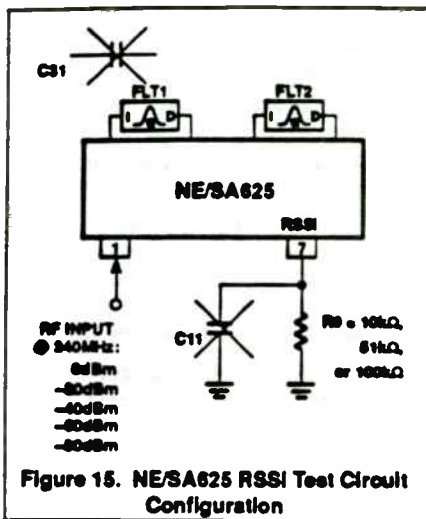 C31
FLT1
FLT2
NE/SA625
RSSI
1
7
RF INPUT
@ 240MHz:
0dBm
–20dBm
–40dBm
–60dBm
–80dBm
C11
R9 = 10kΩ,
51kΩ,
or 100kΩ
Figure 15. NE/SA625 RSSI Test Circuit
Configuration